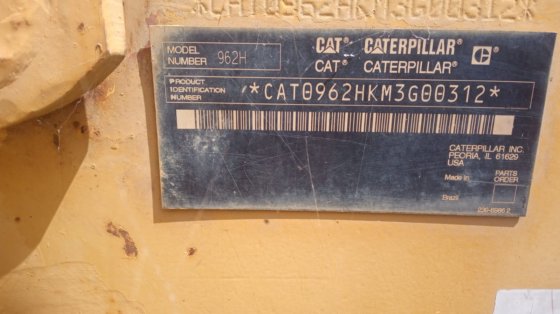 *CAT0962HKM3G00312*
MODEL NUMBER 962H
CAT CATERPILLAR
CAT® CATERPILLAR®
PRODUCT IDENTIFICATION NUMBER *CAT0962HKM3G00312*
CATERPILLAR INC.
PEORIA, IL 61629
USA
Made in PARTS ORDER
Brazil